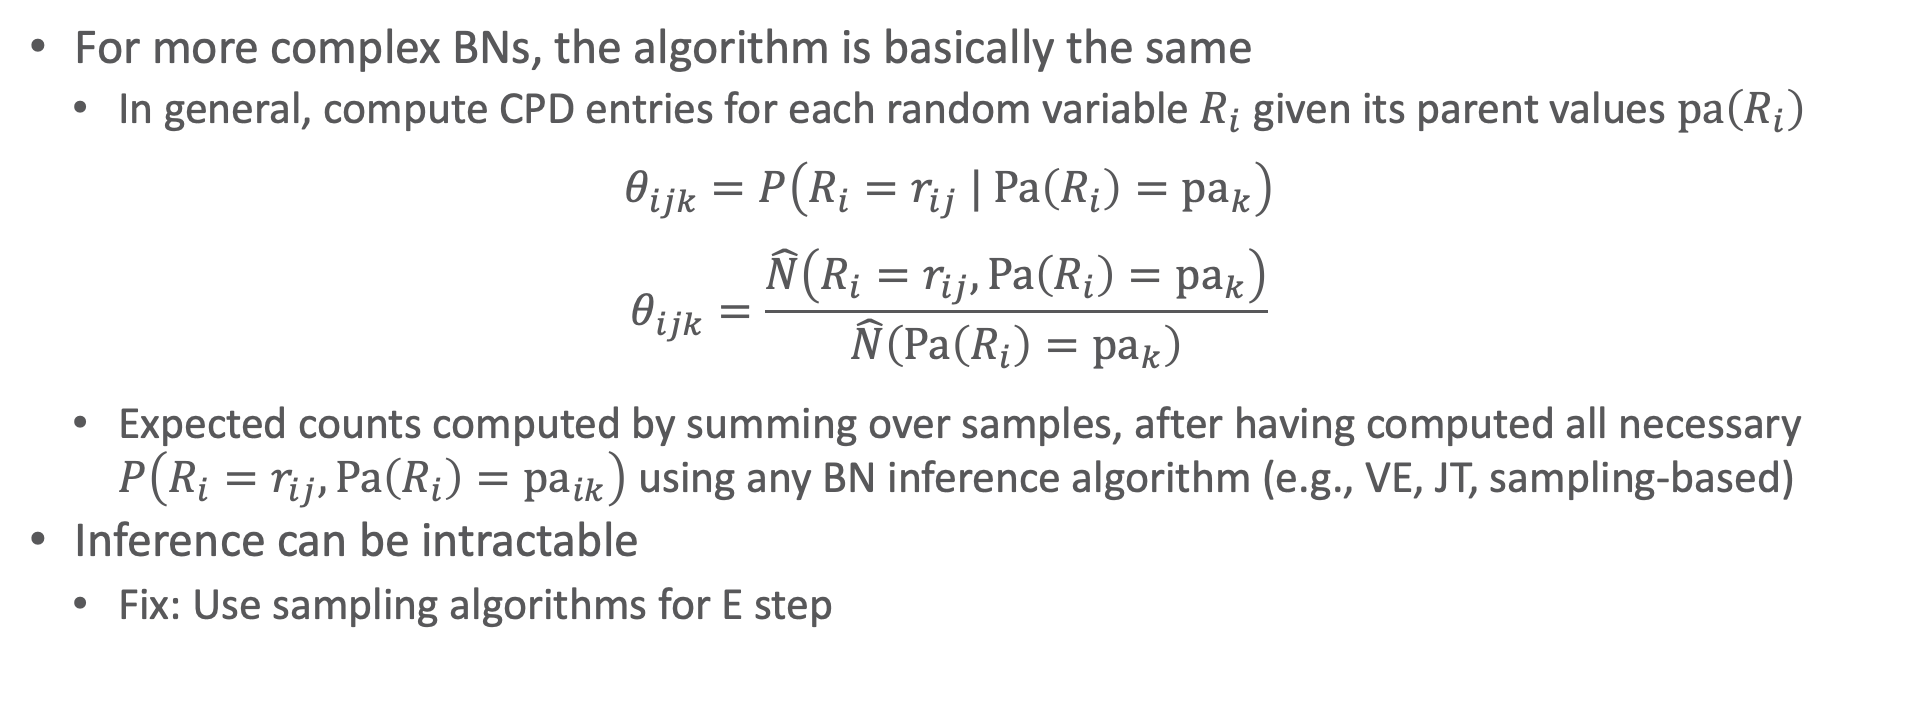 • For more complex BNs, the algorithm is basically the same
• In general, compute CPD entries for each random variable Rᵢ given its parent values pa(Rᵢ)
θᵢⱼₖ = P(Rᵢ = rᵢⱼ | Pa(Rᵢ) = paₖ)
θᵢⱼₖ = N̂(Rᵢ = rᵢⱼ, Pa(Rᵢ) = paₖ) / N̂(Pa(Rᵢ) = paₖ)
• Expected counts computed by summing over samples, after having computed all necessary
P(Rᵢ = rᵢⱼ, Pa(Rᵢ) = paᵢₖ) using any BN inference algorithm (e.g., VE, JT, sampling-based)
• Inference can be intractable
• Fix: Use sampling algorithms for E step